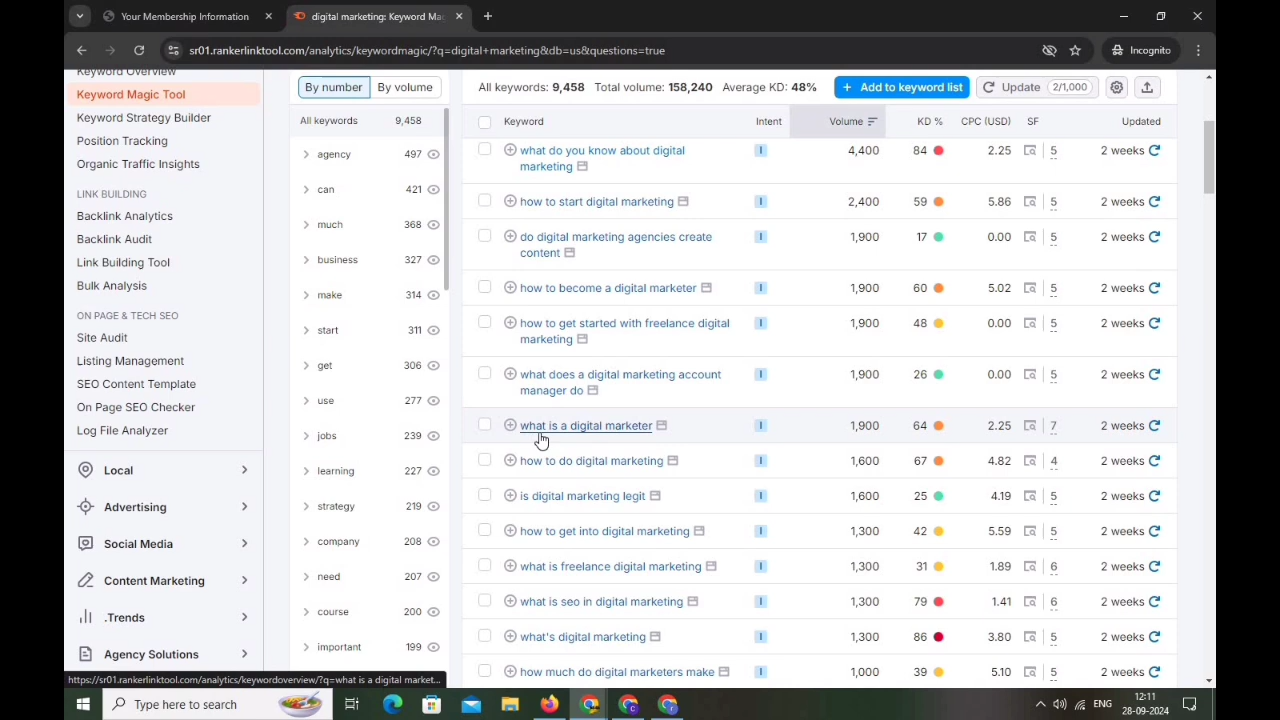 Your Membership Information
digital marketing: Keyword Mag
sr01.rankerlinktool.com/analytics/keywordmagic/?q=digital+marketing&db=us&questions=true
Incognito
Keyword Overview
Keyword Magic Tool
Keyword Strategy Builder
Position Tracking
Organic Traffic Insights
LINK BUILDING
Backlink Analytics
Backlink Audit
Link Building Tool
Bulk Analysis
ON PAGE & TECH SEO
Site Audit
Listing Management
SEO Content Template
On Page SEO Checker
Log File Analyzer
Local
Advertising
Social Media
Content Marketing
.Trends
Agency Solutions
By number By volume
All keywords 9,458
agency 497
can 421
much 368
business 327
make 314
start 311
get 306
use 277
jobs 239
learning 227
strategy 219
company 208
need 207
course 200
important 199
All keywords: 9,458 Total volume: 158,240 Average KD: 48%
+ Add to keyword list
Update 2/1,000
Keyword Intent Volume KD % CPC (USD) SF Updated
what do you know about digital
marketing I 4,400 84 2.25 5 2 weeks
how to start digital marketing I 2,400 59 5.86 5 2 weeks
do digital marketing agencies create
content I 1,900 17 0.00 5 2 weeks
how to become a digital marketer I 1,900 60 5.02 5 2 weeks
how to get started with freelance digital
marketing I 1,900 48 0.00 5 2 weeks
what does a digital marketing account
manager do I 1,900 26 0.00 5 2 weeks
what is a digital marketer I 1,900 64 2.25 7 2 weeks
how to do digital marketing I 1,600 67 4.82 4 2 weeks
is digital marketing legit I 1,600 25 4.19 5 2 weeks
how to get into digital marketing I 1,300 42 5.59 5 2 weeks
what is freelance digital marketing I 1,300 31 1.89 6 2 weeks
what is seo in digital marketing I 1,300 79 1.41 6 2 weeks
what's digital marketing I 1,300 86 3.80 5 2 weeks
how much do digital marketers make I 1,000 39 5.10 5 2 weeks
https://sr01.rankerlinktool.com/analytics/keywordoverview/?q=what is a digital market...
Type here to search
ENG
12:11
28-09-2024